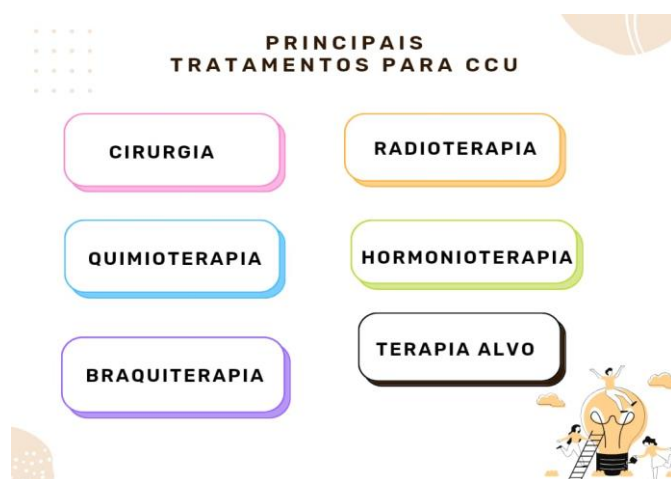 PRINCIPAIS
TRATAMENTOS PARA CCU
CIRURGIA
RADIOTERAPIA
QUIMIOTERAPIA
HORMONIOTERAPIA
BRAQUITERAPIA
TERAPIA ALVO